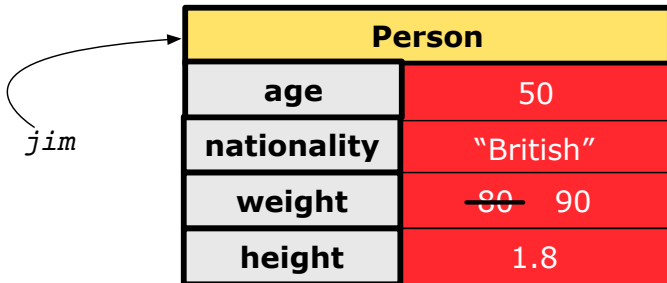 Person
age 50
jim
nationality “British”
weight 80 90
height 1.8